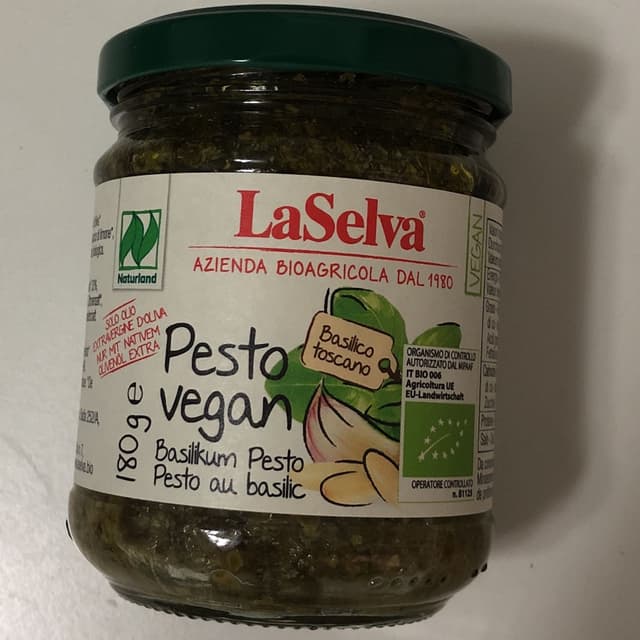 LaSelva®
AZIENDA BIOAGRICOLA DAL 1980
Naturland
VEGAN
SOLO OLIO
EXTRAVERGINE D'OLIVA
NUR MIT NATIVEM
OLIVENÖL EXTRA
Pesto
vegan
Basilico
toscano
180g e
Basilikum Pesto
Pesto au basilic
ORGANISMO DI CONTROLLO
AUTORIZZATO DAL MIPAAF
IT BIO 006
Agricoltura UE
EU-Landwirtschaft
OPERATORE CONTROLLATO
n. B1125